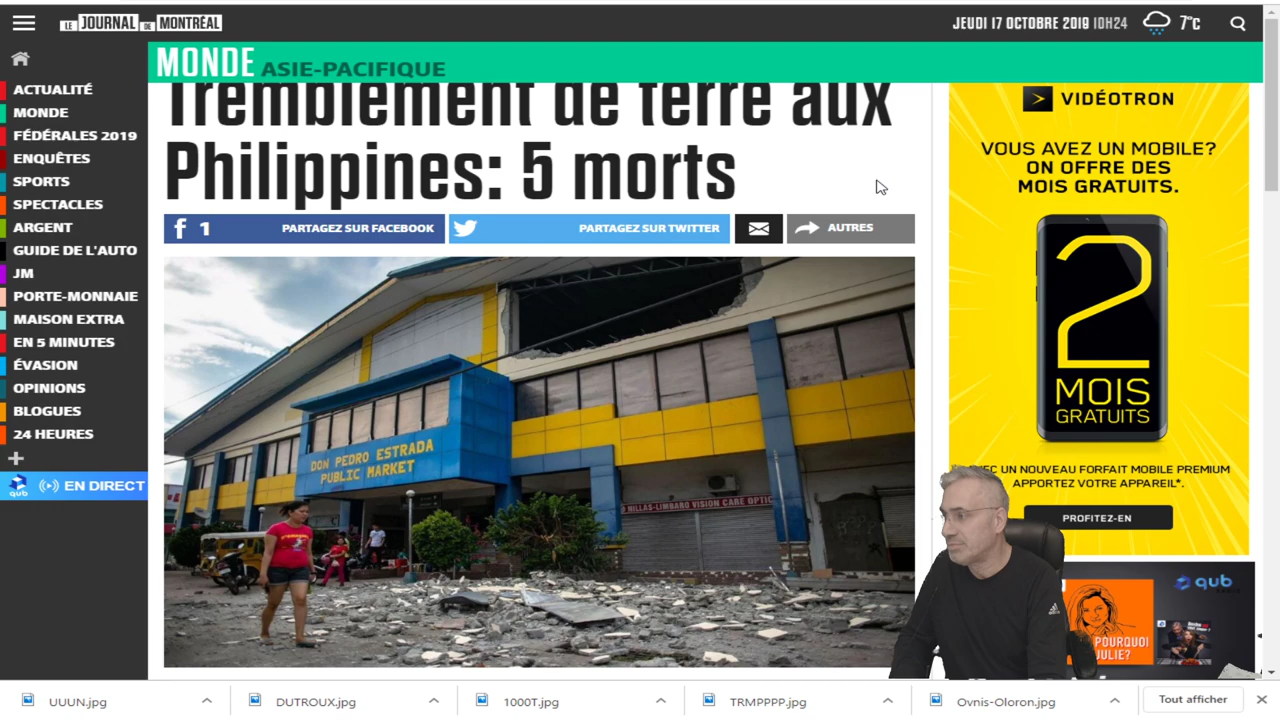 LE JOURNAL DE MONTRÉAL
JEUDI 17 OCTOBRE 2019 10H24
7°C
MONDE ASIE-PACIFIQUE
ACTUALITÉ
MONDE
FÉDÉRALES 2019
ENQUÊTES
SPORTS
SPECTACLES
ARGENT
GUIDE DE L'AUTO
JM
PORTE-MONNAIE
MAISON EXTRA
EN 5 MINUTES
ÉVASION
OPINIONS
BLOGUES
24 HEURES
qub EN DIRECT
Tremblement de terre aux
Philippines: 5 morts
1 PARTAGEZ SUR FACEBOOK
PARTAGEZ SUR TWITTER
AUTRES
DON PEDRO ESTRADA
PUBLIC MARKET
HILLAS-LIMBARO VISION CARE OPTIC
VIDÉOTRON
VOUS AVEZ UN MOBILE?
ON OFFRE DES
MOIS GRATUITS.
2
MOIS
GRATUITS
UN NOUVEAU FORFAIT MOBILE PREMIUM
APPORTEZ VOTRE APPAREIL*.
PROFITEZ-EN
qub
RADIO
POURQUOI
JULIE?
UUUN.jpg
DUTROUX.jpg
1000T.jpg
TRMPPPP.jpg
Ovnis-Oloron.jpg
Tout afficher